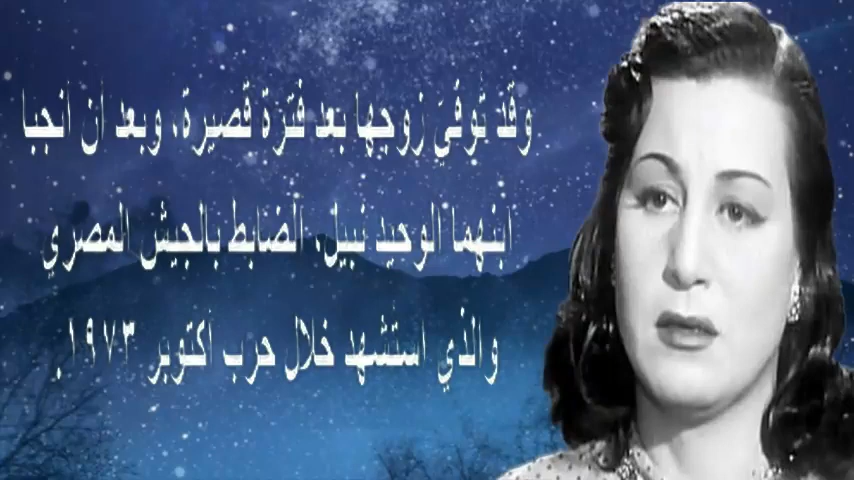 وقد توفيَ زوجها بعد فترة قصيرة، وبعد أن أنجبا
ابنهما الوحيد نبيل، الضابط بالجيش المصري
والذي استشهد خلال حرب أكتوبر ١٩٧٣.